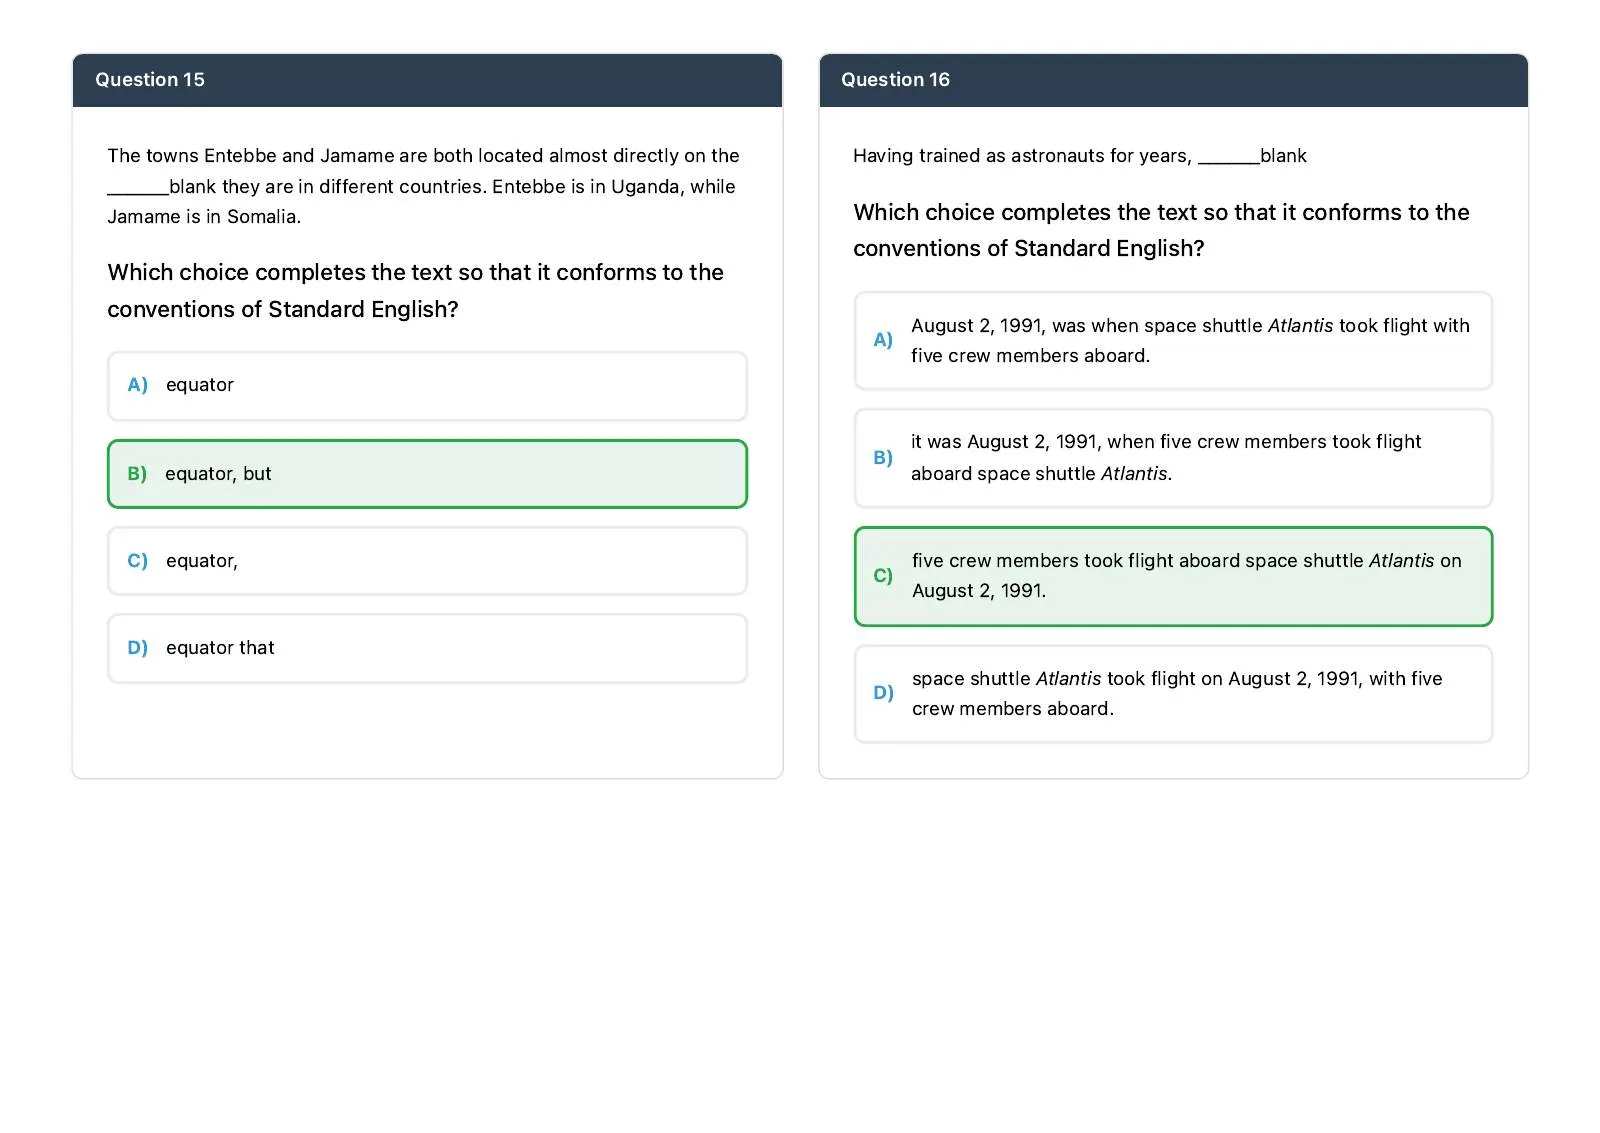 Question 15
The towns Entebbe and Jamame are both located almost directly on the
______blank they are in different countries. Entebbe is in Uganda, while
Jamame is in Somalia.
Which choice completes the text so that it conforms to the
conventions of Standard English?
A) equator
B) equator, but
C) equator,
D) equator that
Question 16
Having trained as astronauts for years, ______blank
Which choice completes the text so that it conforms to the
conventions of Standard English?
A) August 2, 1991, was when space shuttle Atlantis took flight with
five crew members aboard.
B) it was August 2, 1991, when five crew members took flight
aboard space shuttle Atlantis.
C) five crew members took flight aboard space shuttle Atlantis on
August 2, 1991.
D) space shuttle Atlantis took flight on August 2, 1991, with five
crew members aboard.